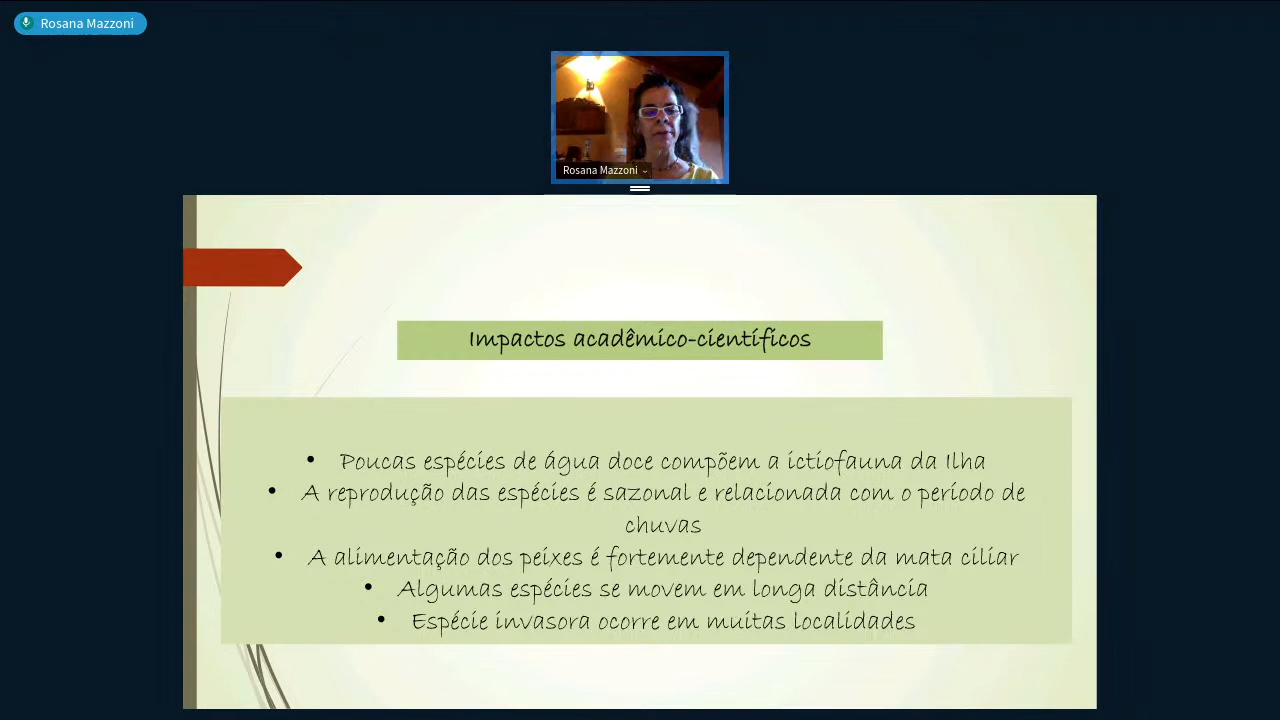 Rosana Mazzoni
Rosana Mazzoni
Impactos acadêmico-científicos
• Poucas espécies de água doce compõem a ictiofauna da Ilha
• A reprodução das espécies é sazonal e relacionada com o período de
chuvas
• A alimentação dos peixes é fortemente dependente da mata ciliar
• Algumas espécies se movem em longa distância
• Espécie invasora ocorre em muitas localidades